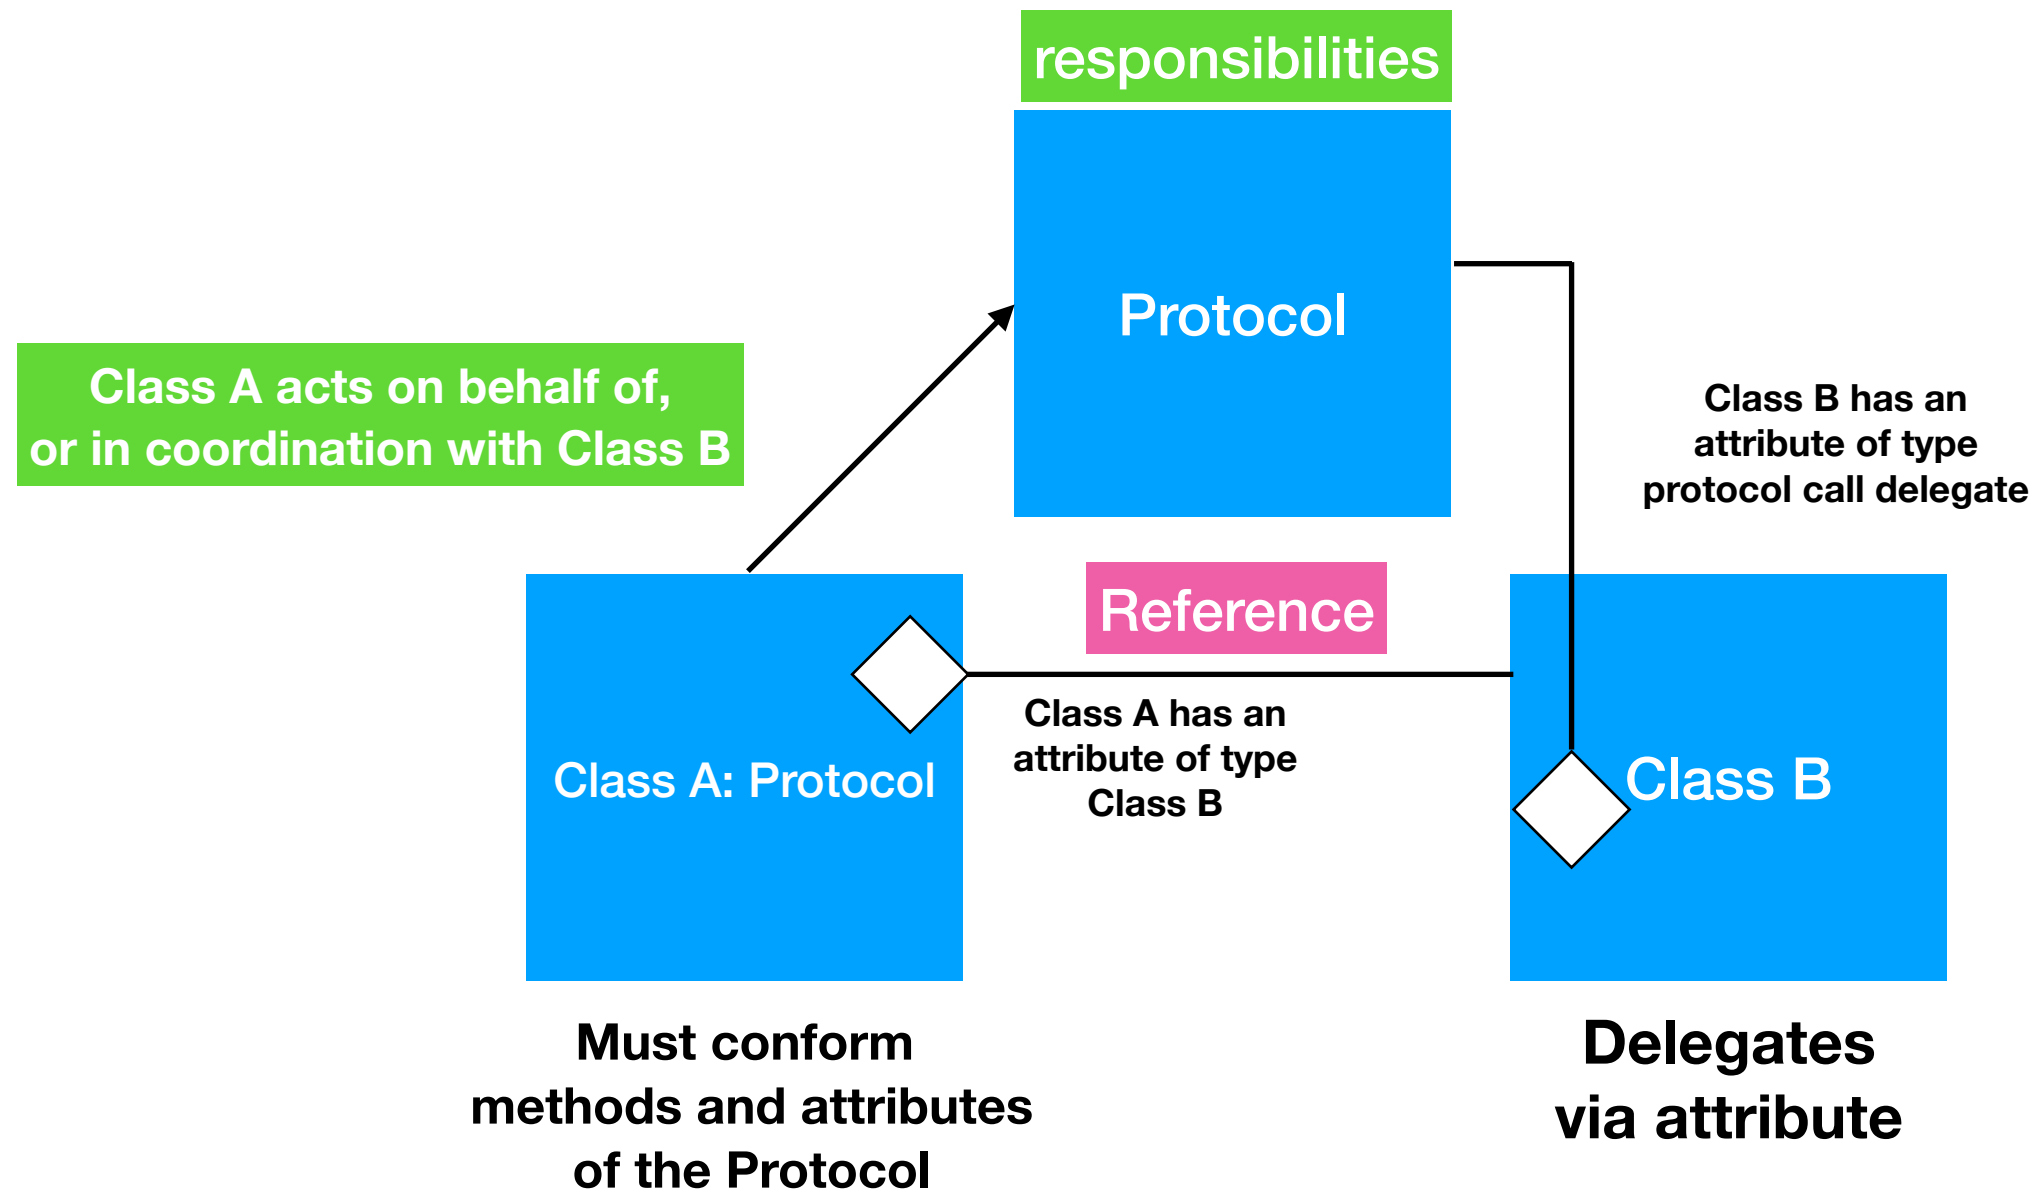 responsibilities
Protocol
Class A acts on behalf of,
or in coordination with Class B
Class B has an
attribute of type
protocol call delegate
Reference
Class A has an
attribute of type
Class B
Class A: Protocol
Class B
Must conform
methods and attributes
of the Protocol
Delegates
via attribute